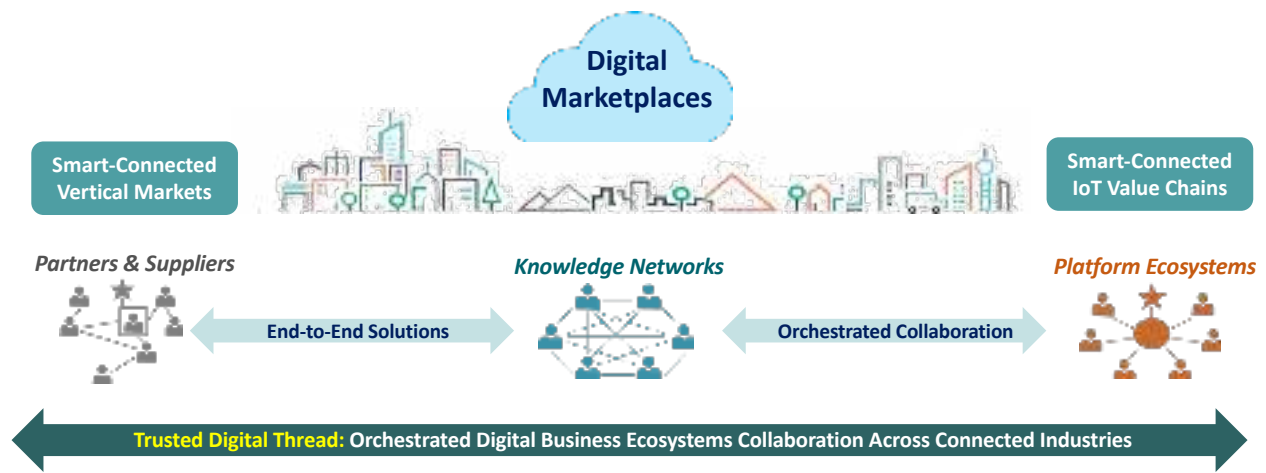 Digital
Marketplaces
Smart-Connected
Vertical Markets
Smart-Connected
IoT Value Chains
Partners & Suppliers
Knowledge Networks
Platform Ecosystems
End-to-End Solutions
Orchestrated Collaboration
Trusted Digital Thread: Orchestrated Digital Business Ecosystems Collaboration Across Connected Industries